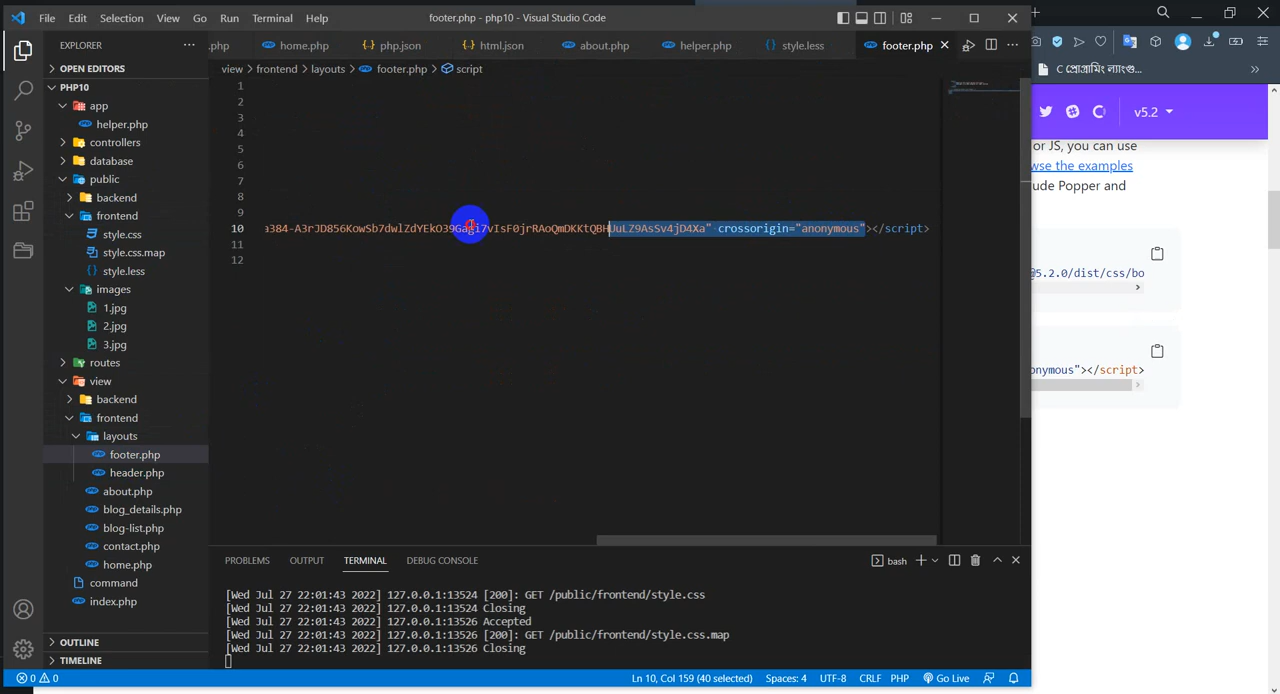 File Edit Selection View Go Run Terminal Help footer.php - php10 - Visual Studio Code
EXPLORER
OPEN EDITORS
PHP10
app
helper.php
controllers
database
public
backend
frontend
style.css
style.css.map
style.less
images
1.jpg
2.jpg
3.jpg
routes
view
backend
frontend
layouts
footer.php
header.php
about.php
blog_details.php
blog-list.php
contact.php
home.php
command
index.php
OUTLINE
TIMELINE
.php home.php php.json html.json about.php helper.php style.less footer.php
view > frontend > layouts > footer.php > script
1
2
3
4
5
6
7
8
9
10 a384-A3rJD856KowSb7dwlZdYEkO39Gagi7vIsF0jrRAoQmDKKtQBHUuLZ9AsSv4jD4Xa" crossorigin="anonymous"></script>
11
12
PROBLEMS OUTPUT TERMINAL DEBUG CONSOLE bash
[Wed Jul 27 22:01:43 2022] 127.0.0.1:13524 [200]: GET /public/frontend/style.css
[Wed Jul 27 22:01:43 2022] 127.0.0.1:13524 Closing
[Wed Jul 27 22:01:43 2022] 127.0.0.1:13526 Accepted
[Wed Jul 27 22:01:43 2022] 127.0.0.1:13526 [200]: GET /public/frontend/style.css.map
[Wed Jul 27 22:01:43 2022] 127.0.0.1:13526 Closing
0 0 Ln 10, Col 159 (40 selected) Spaces: 4 UTF-8 CRLF PHP Go Live
C প্রোগ্রামিং ল্যাংগু...
v5.2
or JS, you can use
wse the examples
ude Popper and
@5.2.0/dist/css/bo
onymous"></script>